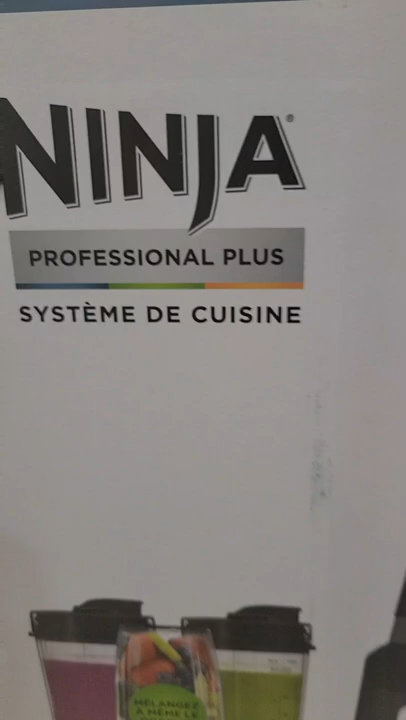 NINJA
PROFESSIONAL PLUS
SYSTÈME DE CUISINE
MÉLANGEZ
À MÊME LE